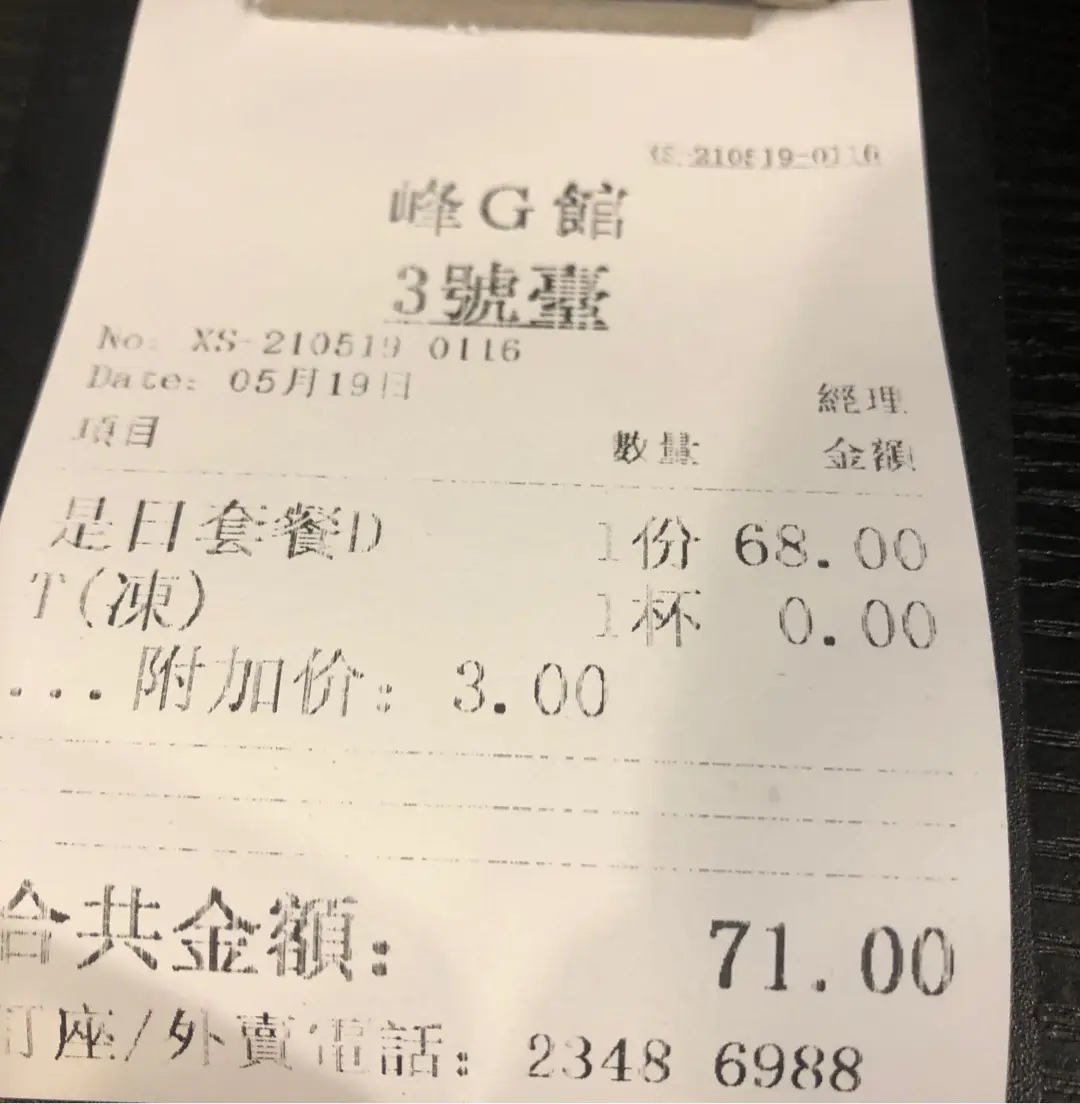 XS-210519-0116
峰G館
3號臺
No: XS-210519 0116
Date: 05月19日
經理
項目 數量 金額
是日套餐D 1份 68.00
T(凍) 1杯 0.00
...附加价: 3.00
合共金額: 71.00
訂座/外賣電話: 2348 6988